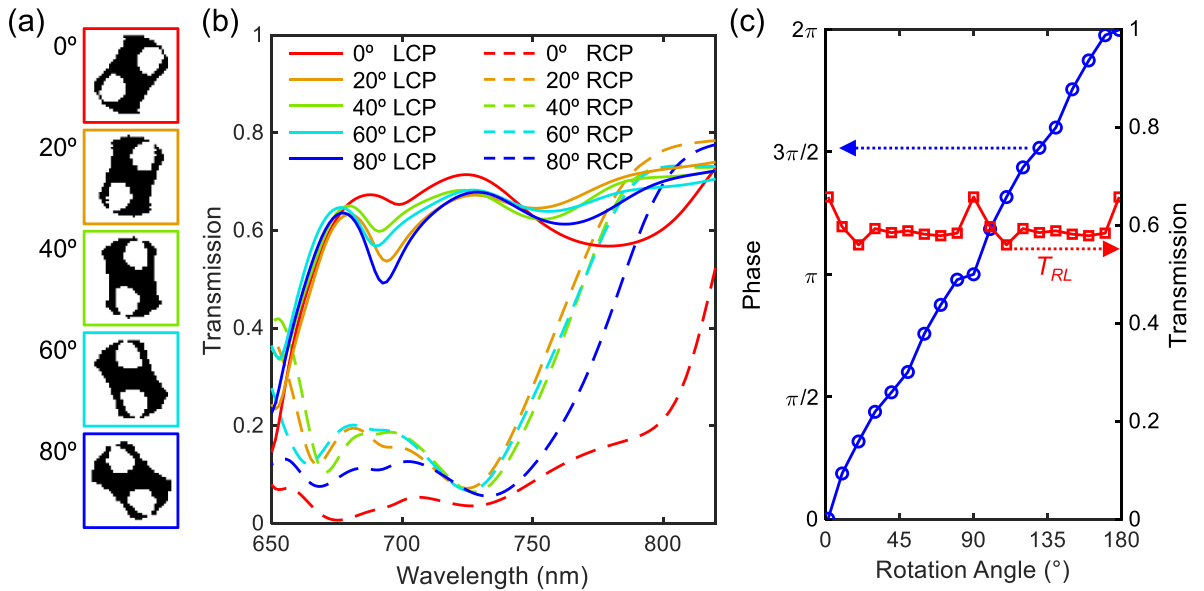 (a)
0º
20º
40º
60º
80º
(b)
1
0.8
0.6
0.4
0.2
0
Transmission
0º LCP
20º LCP
40º LCP
60º LCP
80º LCP
0º RCP
20º RCP
40º RCP
60º RCP
80º RCP
650 700 750 800
Wavelength (nm)
(c)
2π
3π/2
π
π/2
0
Phase
T_RL
1
0.8
0.6
0.4
0.2
0
Transmission
0 45 90 135 180
Rotation Angle (°)